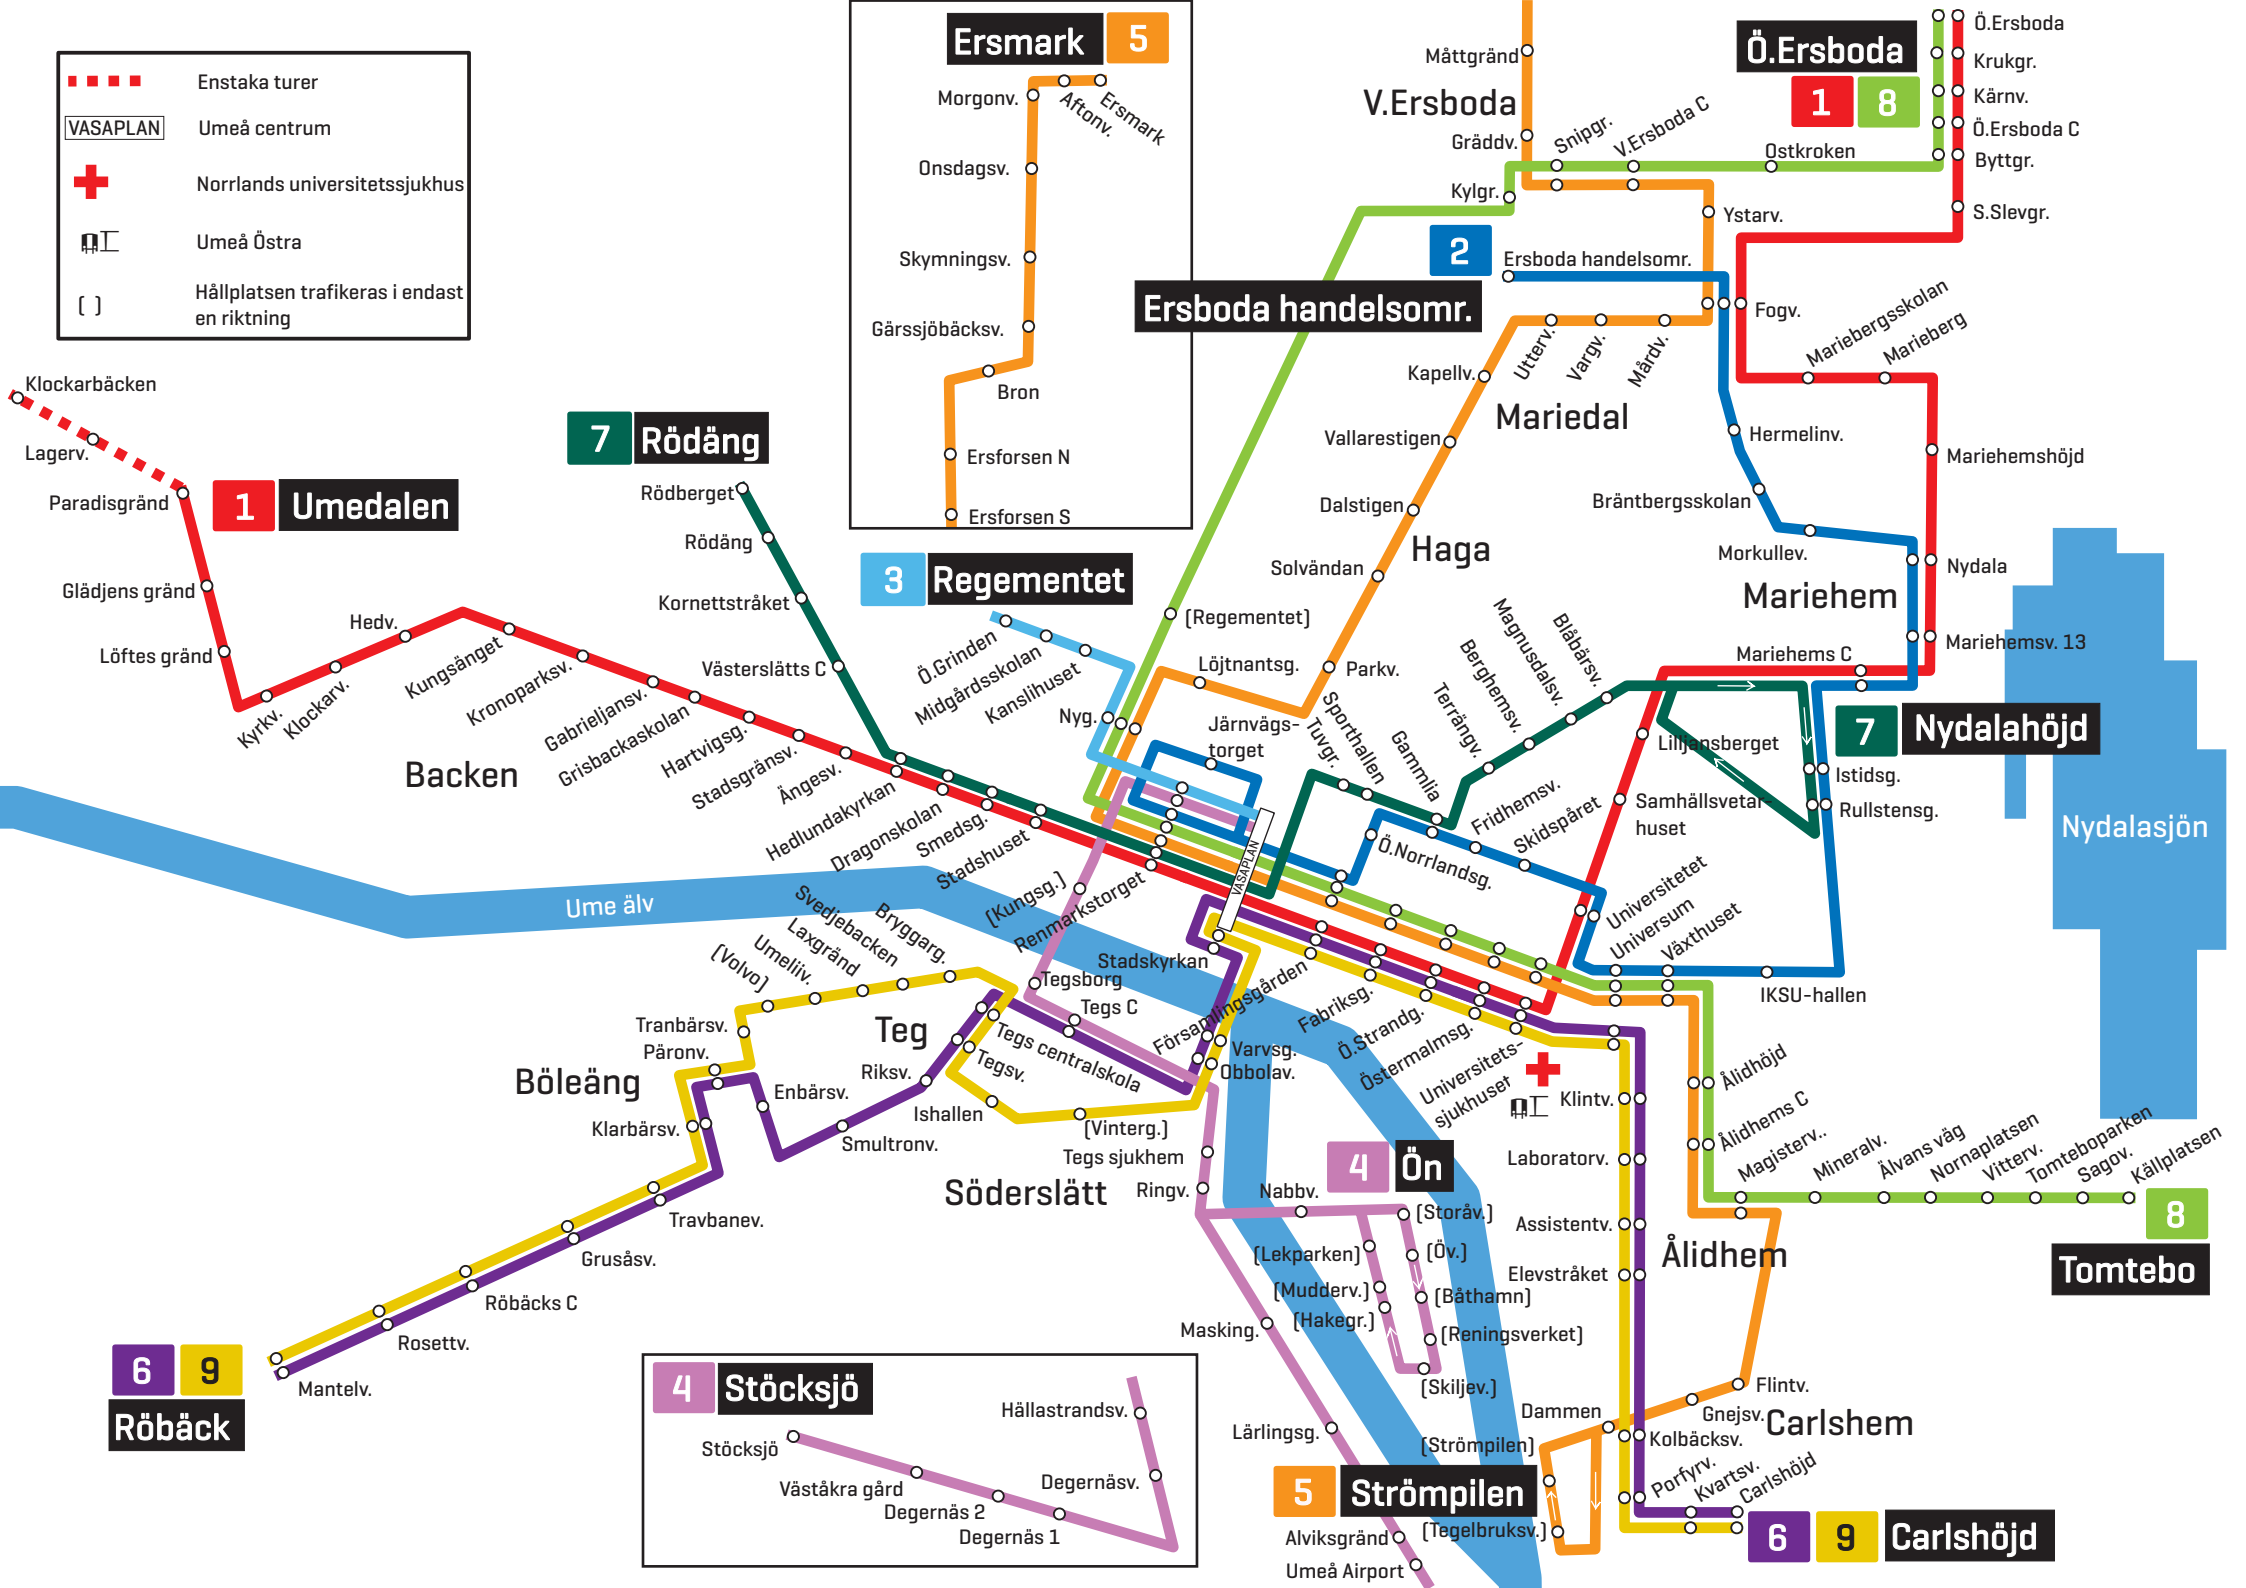 Enstaka turer
VASAPLAN
Umeå centrum
Norrlands universitetssjukhus
Umeå Östra
( )
Hållplatsen trafikeras i endast
en riktning
Ersmark 5
Morgonv.
Aftonv.
Ersmark
Onsdagsv.
Skymningsv.
Gärssjöbäcksv.
Bron
Ersforsen N
Ersforsen S
Måttgränd
V.Ersboda
Gräddv.
Snipgr.
V.Ersboda C
Ostkroken
Kylgr.
Ystarv.
Ö.Ersboda
1 8
Ö.Ersboda
Krukgr.
Kärnv.
Ö.Ersboda C
Byttgr.
S.Slevgr.
2
Ersboda handelsomr.
Ersboda handelsomr.
Fogv.
Mariebergsskolan
Marieberg
Utterv.
Vargv.
Mårdv.
Kapellv.
Mariedal
Vallarestigen
Hermelinv.
Mariehemshöjd
Dalstigen
Bräntbergsskolan
Haga
Morkullev.
Nydala
Solvändan
Mariehem
Mariehemsv. 13
Mariehems C
Klockarbäcken
Lagerv.
Paradisgränd
1 Umedalen
Glädjens gränd
Löftes gränd
Kyrkv.
Klockarv.
Hedv.
Kungsänget
Kronoparksv.
Gabrieljansv.
Grisbackaskolan
Hartvigsg.
Stadsgränsv.
Ängesv.
Backen
Hedlundakyrkan
Dragonskolan
Smedsg.
Stadshuset
7 Rödäng
Rödberget
Rödäng
Kornettstråket
Västerslätts C
3 Regementet
Ö.Grinden
Midgårdsskolan
Kanslihuset
Nyg.
(Regementet)
Löjtnantsg.
Parkv.
Järnvägs-
torget
Tuvgr.
Sporthallen
Gammlia
Terrängv.
Berghemsv.
Magnusdalsv.
Blåbärsv.
Liljansberget
7 Nydalahöjd
Istidsg.
Rullstensg.
Samhällsvetar-
huset
Nydalasjön
Fridhemsv.
Skidspåret
Ö.Norrlandsg.
Universitetet
Universum
Växthuset
IKSU-hallen
VASAPLAN
Ume älv
(Kungsg.)
Renmarkstorget
Stadskyrkan
Församlingsgården
Fabriksg.
Ö.Strandg.
Östermalmsg.
Universitets-
sjukhuset
Bryggarg.
Svedjebacken
Laxgränd
Umeliiv.
(Volvo)
Tranbärsv.
Päronv.
Teg
Tegsborg
Tegs C
Tegs centralskola
Tegsv.
Varvsg.
Obbolav.
Böleäng
Riksv.
Enbärsv.
Ishallen
Klarbärsv.
Smultronv.
(Vinterg.)
Tegs sjukhem
Ringv.
Söderslätt
Travbanev.
Grusåsv.
Röbäcks C
Rosettv.
Mantelv.
6 9
Röbäck
4 Stöcksjö
Stöcksjö
Väståkra gård
Degernäs 2
Degernäs 1
Degernäsv.
Hällastrandsv.
Nabbv.
4 Ön
(Storåv.)
(Lekparken)
(Öv.)
(Mudderv.)
(Båthamn)
(Hakegr.)
(Reningsverket)
(Skiljev.)
Masking.
Lärlingsg.
Alviksgränd
Umeå Airport
Klintv.
Laboratorv.
Assistentv.
Elevstråket
Ålidhöjd
Ålidhems C
Magisterv..
Mineralv.
Älvans väg
Nornaplatsen
Vitterv.
Tomteboparken
Sagov.
Källplatsen
8
Tomtebo
Ålidhem
Flintv.
Gnejsv.
Carlshem
Dammen
(Strömpilen)
5 Strömpilen
(Tegelbruksv.)
Kolbäcksv.
Porfyrv.
Kvartsv.
Carlshöjd
6 9 Carlshöjd